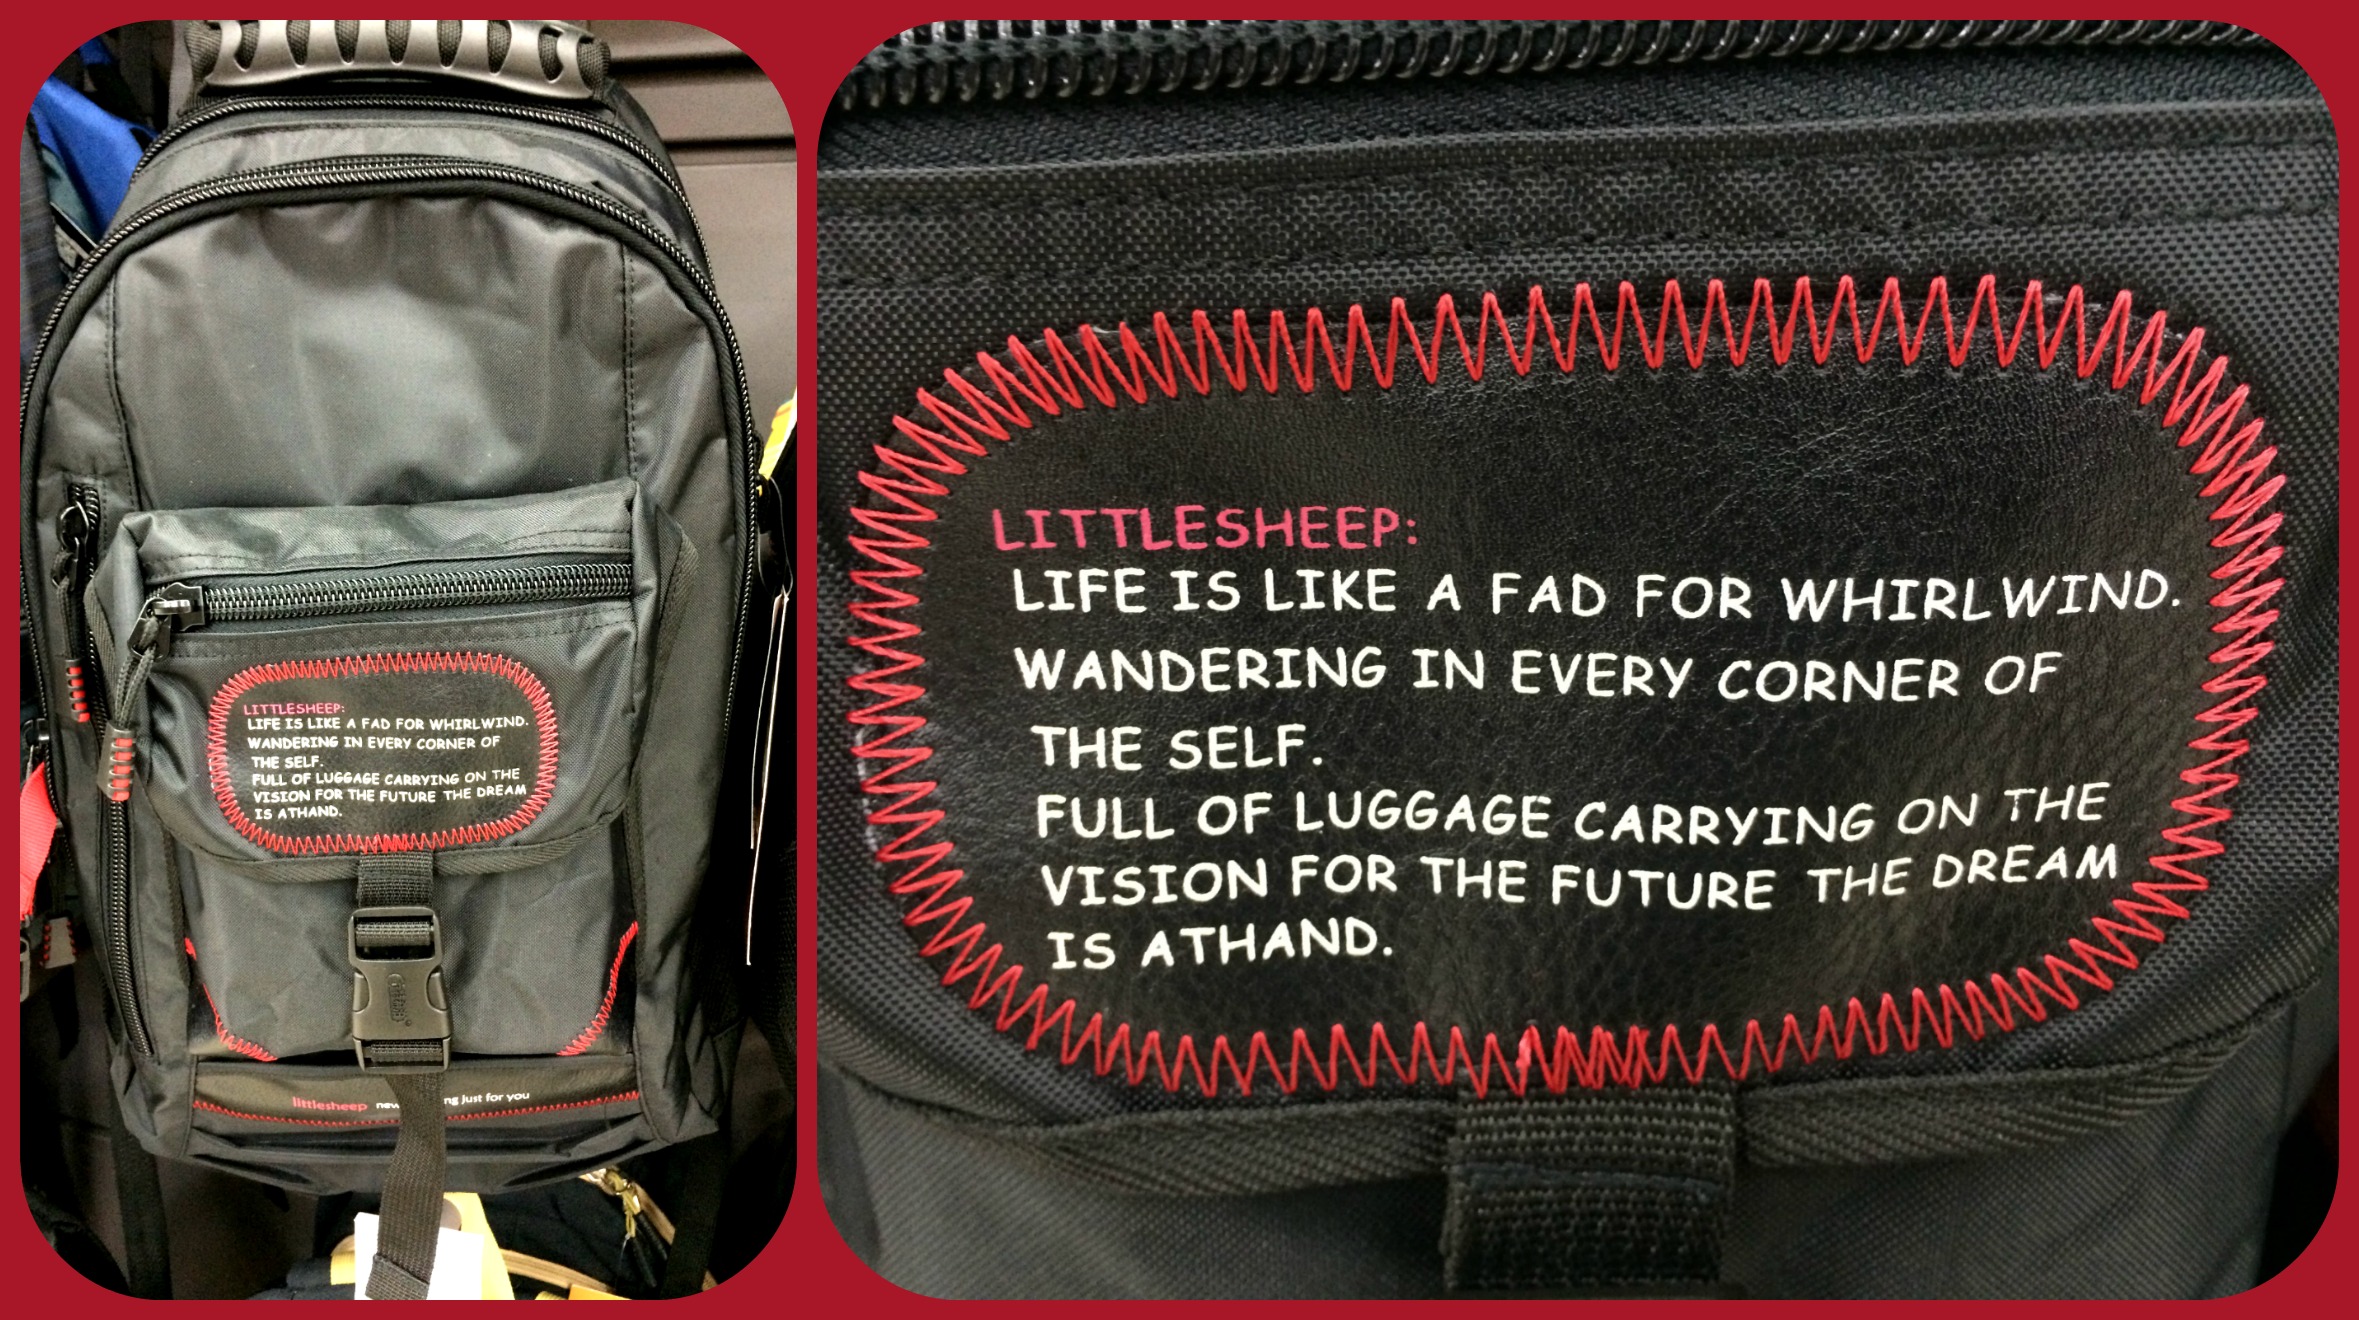 LITTLESHEEP:
LIFE IS LIKE A FAD FOR WHIRLWIND.
WANDERING IN EVERY CORNER OF
THE SELF.
FULL OF LUGGAGE CARRYING ON THE
VISION FOR THE FUTURE THE DREAM
IS ATHAND.
littlesheep just for you
LITTLESHEEP:
LIFE IS LIKE A FAD FOR WHIRLWIND.
WANDERING IN EVERY CORNER OF
THE SELF.
FULL OF LUGGAGE CARRYING ON THE
VISION FOR THE FUTURE THE DREAM
IS ATHAND.